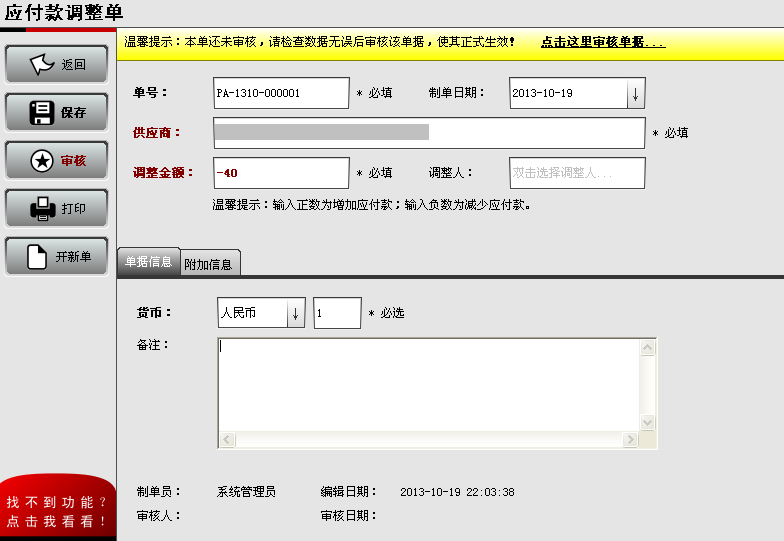 应付款调整单
温馨提示：本单还未审核，请检查数据无误后审核该单据，使其正式生效！ 点击这里审核单据...
返回
保存
审核
打印
开新单
单号： PA-1310-000001 * 必填 制单日期： 2013-10-19
供应商： * 必填
调整金额： -40 * 必填 调整人： 双击选择调整人...
温馨提示：输入正数为增加应付款；输入负数为减少应付款。
单据信息 附加信息
货币： 人民币 1 * 必选
备注：
制单员： 系统管理员 编辑日期： 2013-10-19 22:03:38
审核人： 审核日期：
找不到功能？
点击我看看！